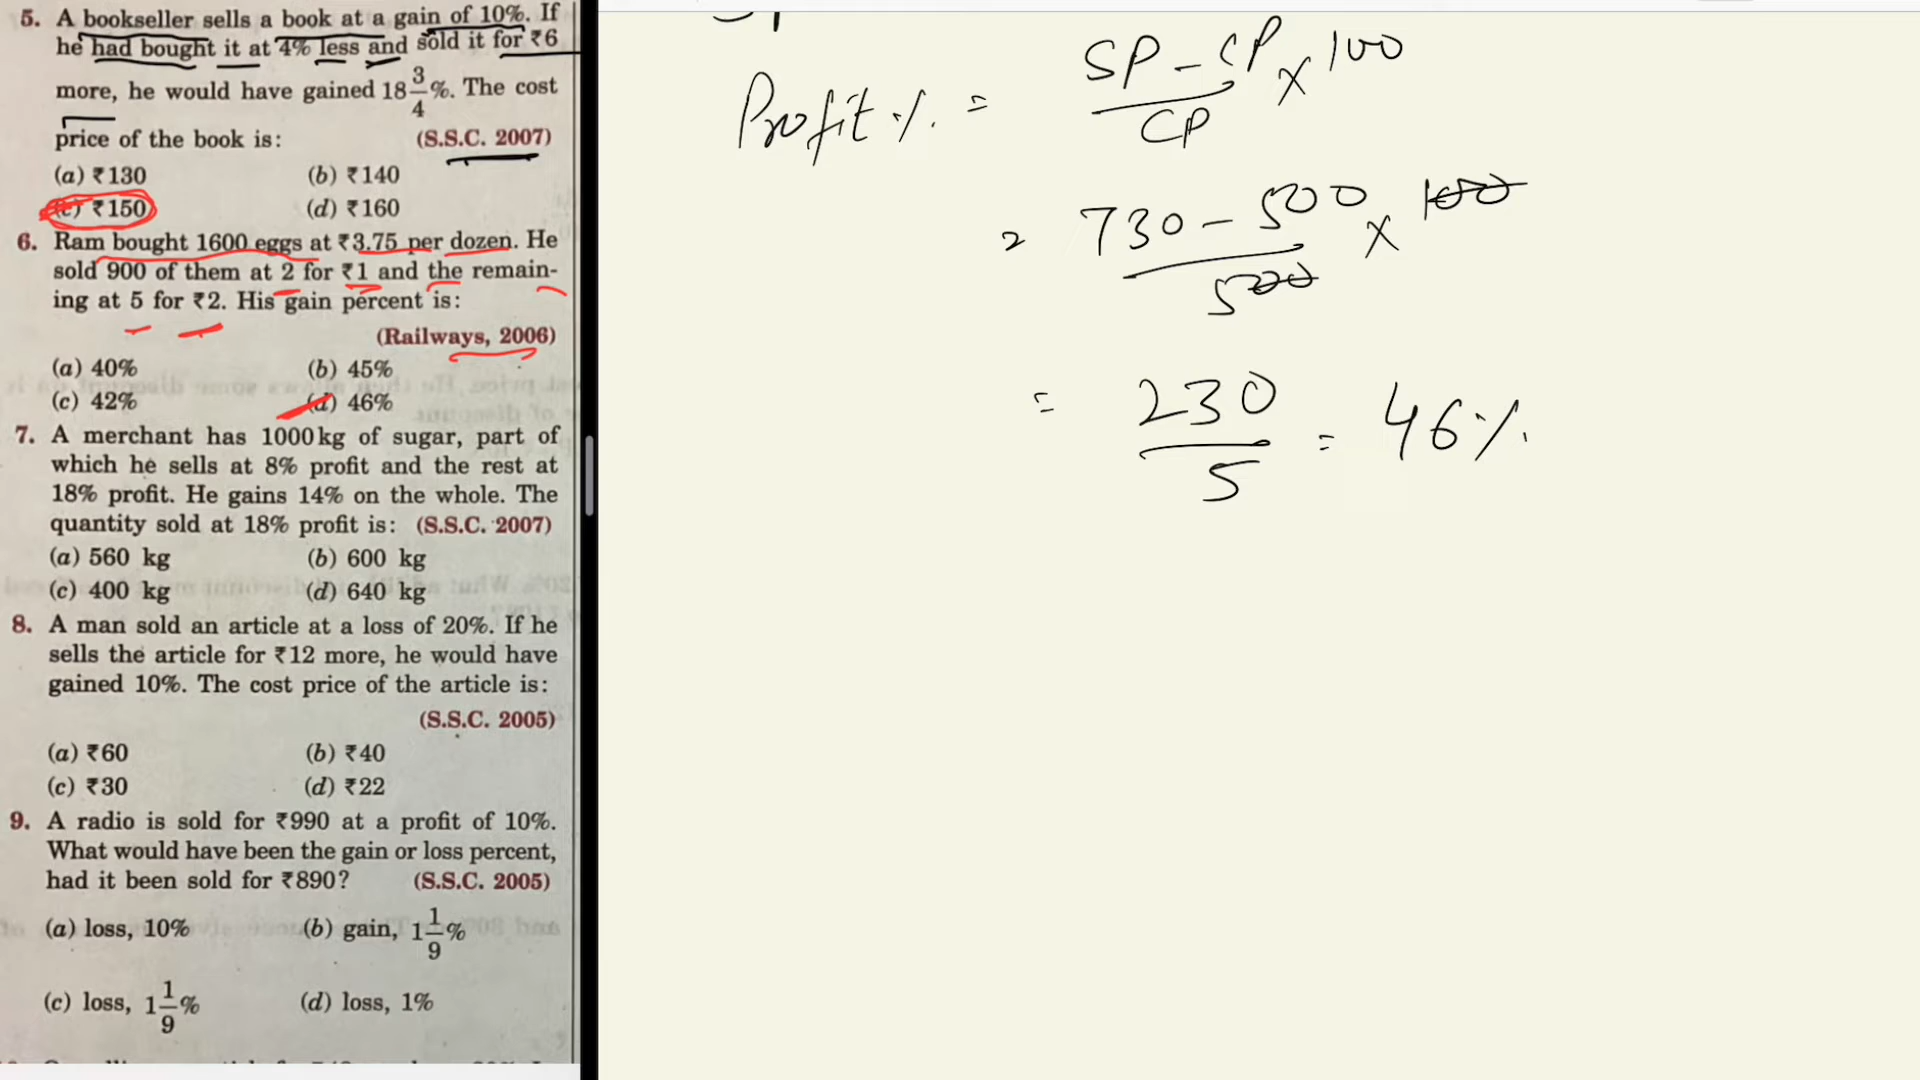 5. A bookseller sells a book at a gain of 10%. If
he had bought it at 4% less and sold it for ₹6
more, he would have gained 18 3/4 %. The cost
price of the book is: (S.S.C. 2007)
(a) ₹130 (b) ₹140
(c) ₹150 (d) ₹160
6. Ram bought 1600 eggs at ₹3.75 per dozen. He
sold 900 of them at 2 for ₹1 and the remain-
ing at 5 for ₹2. His gain percent is:
(Railways, 2006)
(a) 40% (b) 45%
(c) 42% (d) 46%
7. A merchant has 1000 kg of sugar, part of
which he sells at 8% profit and the rest at
18% profit. He gains 14% on the whole. The
quantity sold at 18% profit is: (S.S.C. 2007)
(a) 560 kg (b) 600 kg
(c) 400 kg (d) 640 kg
8. A man sold an article at a loss of 20%. If he
sells the article for ₹12 more, he would have
gained 10%. The cost price of the article is:
(S.S.C. 2005)
(a) ₹60 (b) ₹40
(c) ₹30 (d) ₹22
9. A radio is sold for ₹990 at a profit of 10%.
What would have been the gain or loss percent,
had it been sold for ₹890? (S.S.C. 2005)
(a) loss, 10% (b) gain, 1 1/9 %
(c) loss, 1 1/9 % (d) loss, 1%
Profit % = SP - CP / CP × 100
= 730 - 500 / 500 × 100
= 230 / 5 = 46%